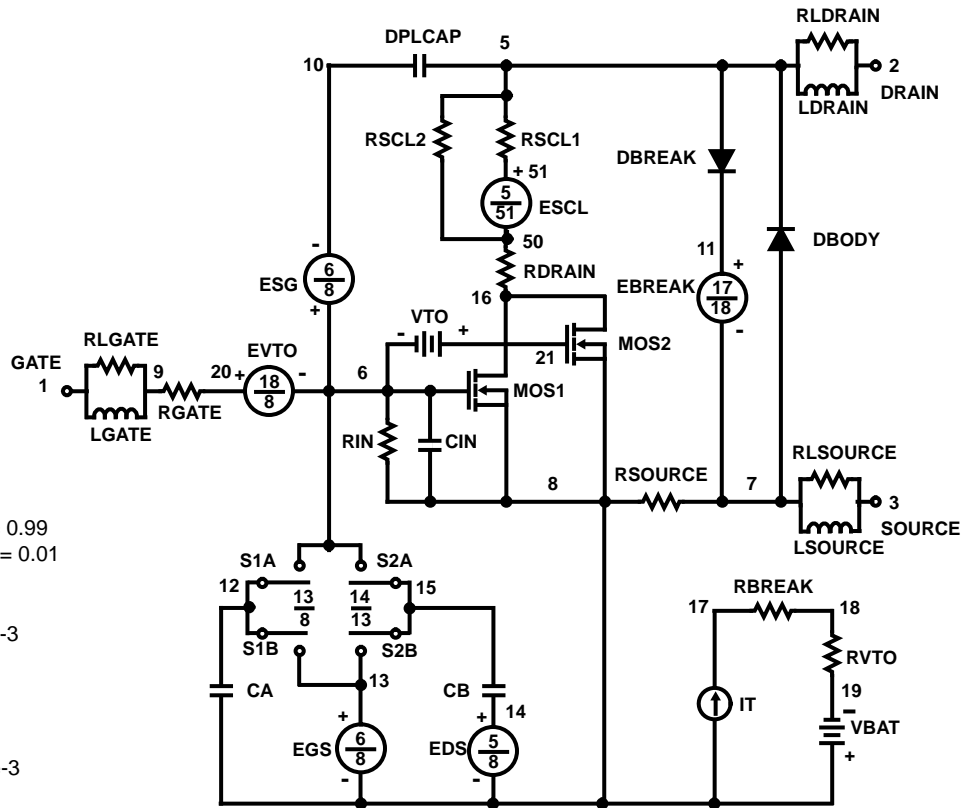 RLDRAIN
DPLCAP
5
10
2
DRAIN
LDRAIN
RSCL2
RSCL1
DBREAK
+ 51
5
51
ESCL
50
DBODY
11
-
ESG
6
8
+
RDRAIN
16
EBREAK
+
17
18
-
VTO
-
+
21
MOS2
GATE
1
RLGATE
9
LGATE
RGATE
20
EVTO
+
18
8
-
6
MOS1
RIN
CIN
8
RSOURCE
7
RLSOURCE
3
SOURCE
LSOURCE
0.99
= 0.01
-3
-3
S1A
S2A
12
13
8
14
13
15
S1B
S2B
13
CA
CB
14
+
EGS
6
8
-
+
EDS
5
8
-
RBREAK
17
18
RVTO
19
IT
-
VBAT
+